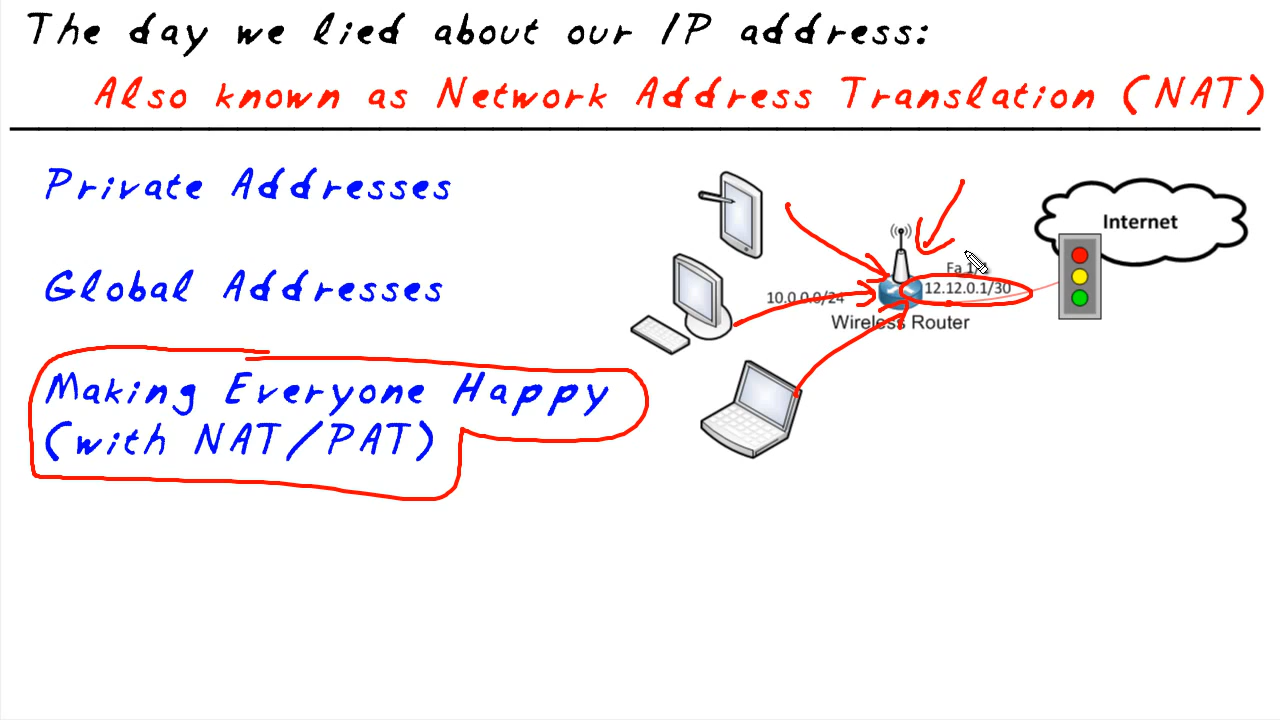 The day we lied about our IP address:
Also known as Network Address Translation (NAT)
Private Addresses
Global Addresses
Making Everyone Happy
(with NAT/PAT)
Internet
Fa
12.12.0.1/30
10.0.0.0/24
Wireless Router